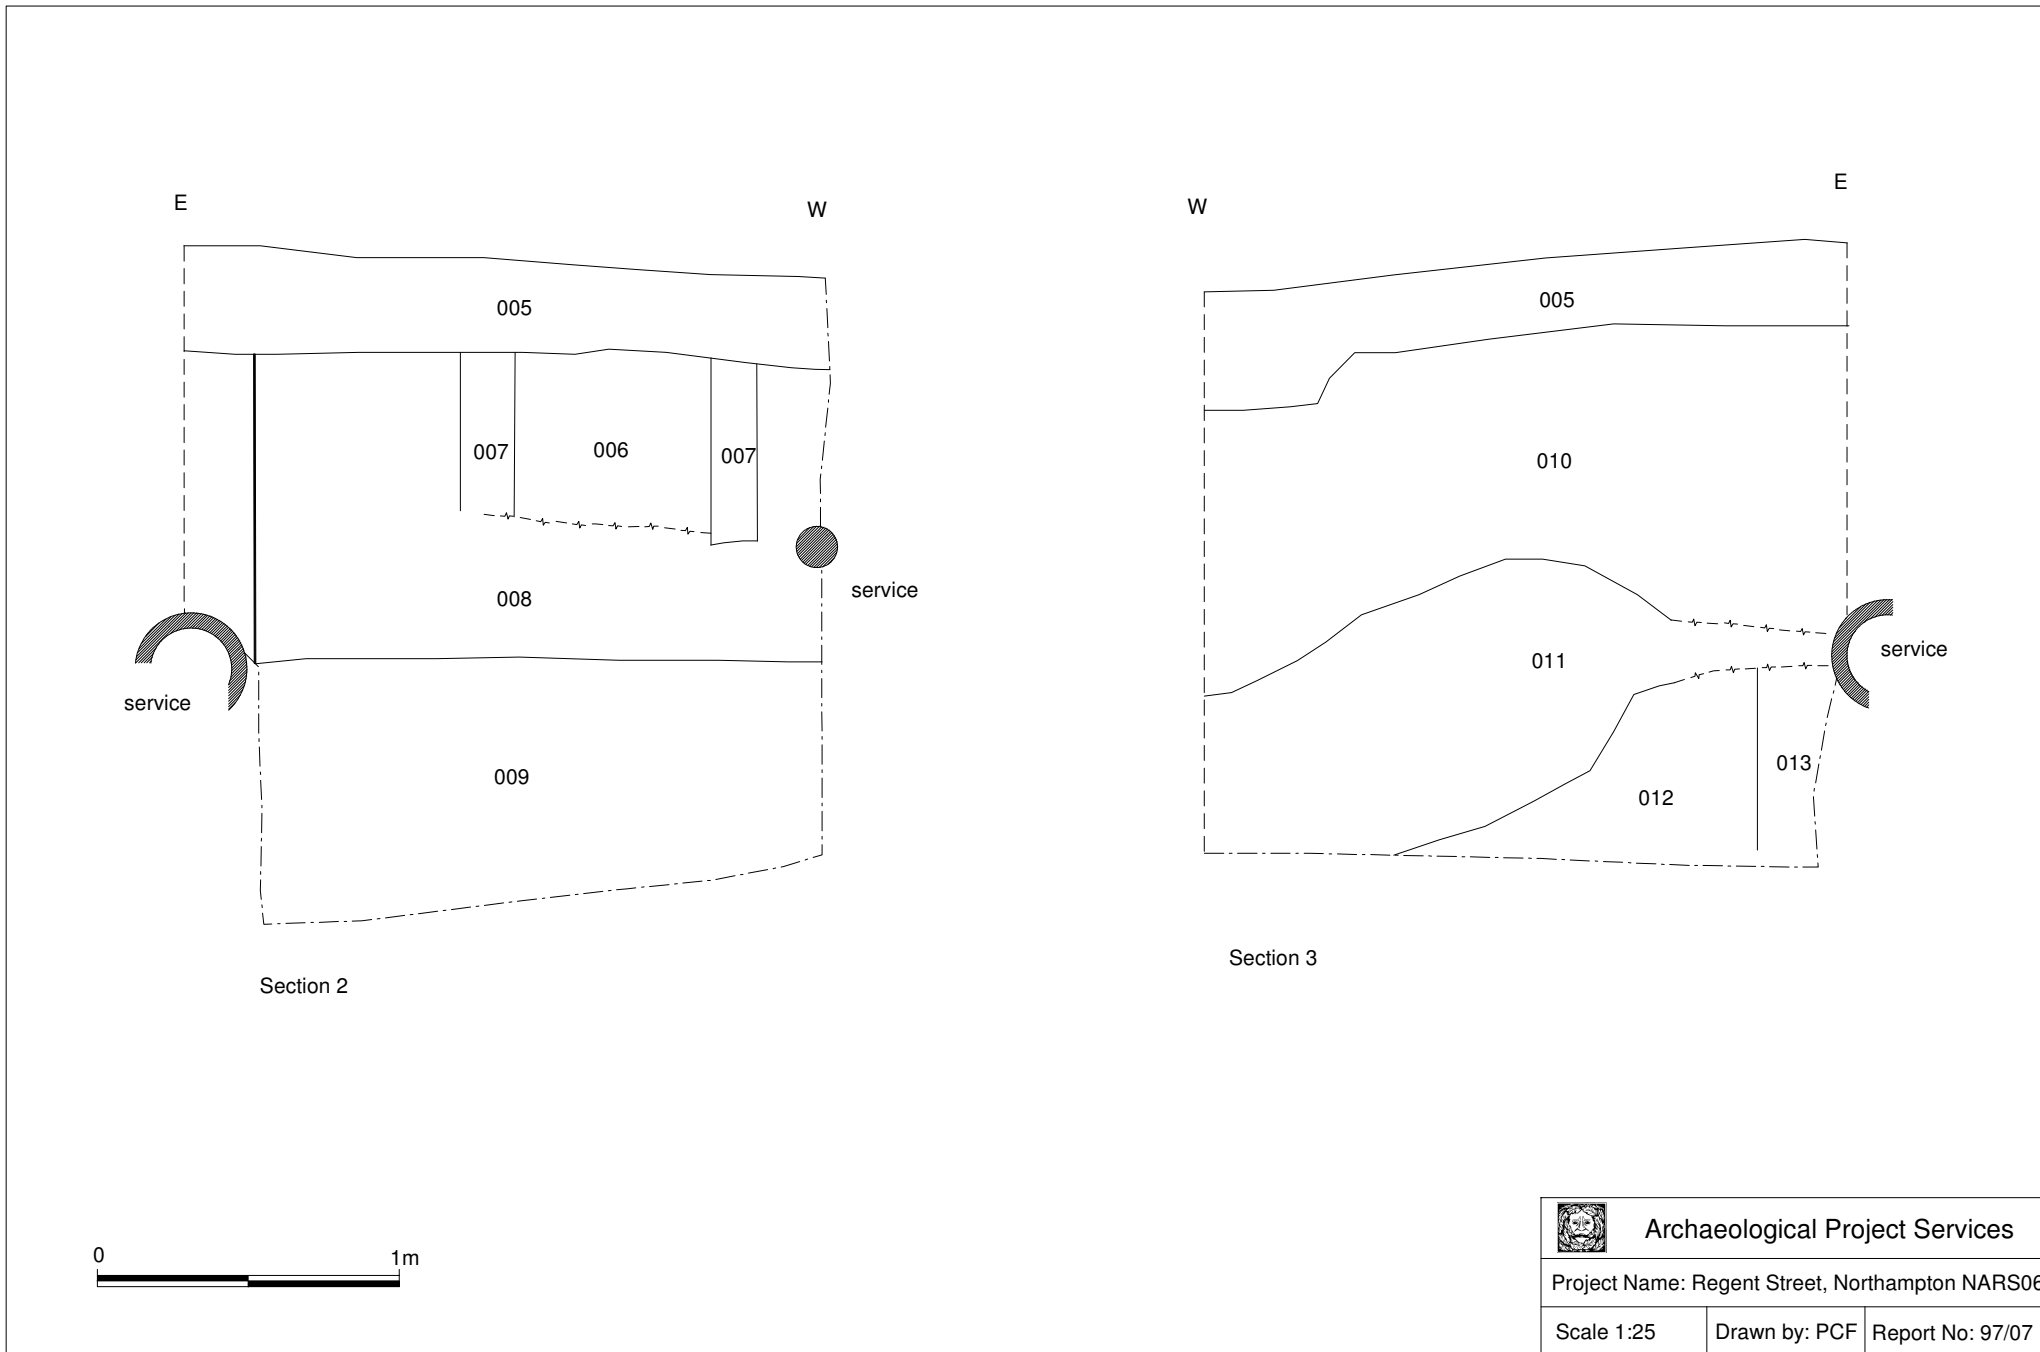 E
W
005
007
006
007
008
service
service
009
Section 2
W
E
005
010
011
service
013
012
Section 3
0
1m
Archaeological Project Services
Project Name: Regent Street, Northampton NARS06
Scale 1:25
Drawn by: PCF
Report No: 97/07